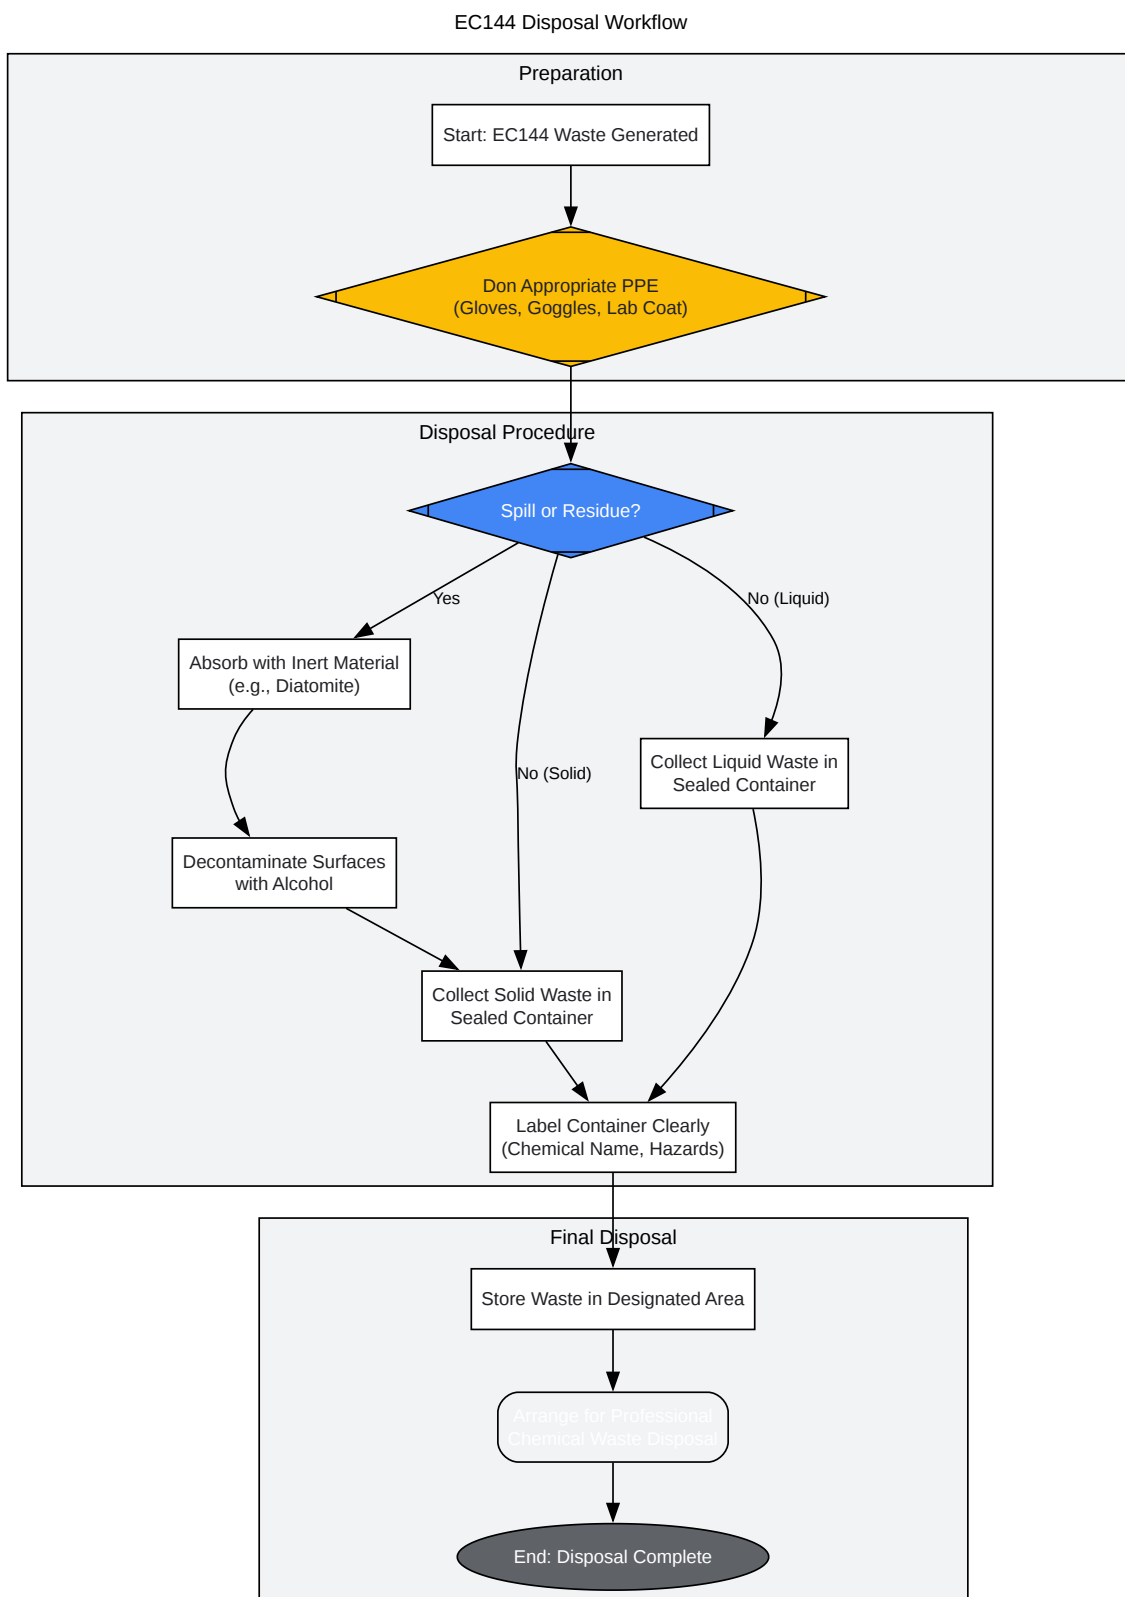 EC144 Disposal Workflow
Preparation
Start: EC144 Waste Generated
Don Appropriate PPE
(Gloves, Goggles, Lab Coat)
Disposal Procedure
Spill or Residue?
Yes
No (Liquid)
Absorb with Inert Material
(e.g., Diatomite)
No (Solid)
Collect Liquid Waste in
Sealed Container
Decontaminate Surfaces
with Alcohol
Collect Solid Waste in
Sealed Container
Label Container Clearly
(Chemical Name, Hazards)
Final Disposal
Store Waste in Designated Area
Arrange for Professional
Chemical Waste Disposal
End: Disposal Complete